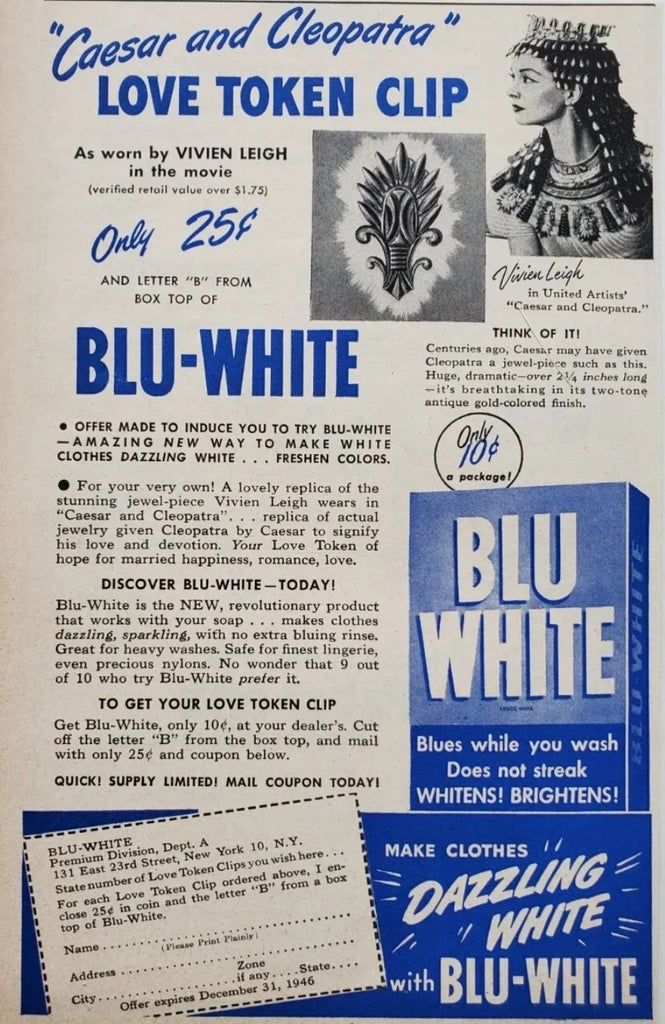 "Caesar and Cleopatra"
LOVE TOKEN CLIP
As worn by VIVIEN LEIGH
in the movie
(verified retail value over $1.75)
Only 25¢
AND LETTER "B" FROM
BOX TOP OF
BLU-WHITE
Vivien Leigh
in United Artists'
"Caesar and Cleopatra."
THINK OF IT!
Centuries ago, Caesar may have given
Cleopatra a jewel-piece such as this.
Huge, dramatic—over 2¼ inches long
—it's breathtaking in its two-tone
antique gold-colored finish.
• OFFER MADE TO INDUCE YOU TO TRY BLU-WHITE
—AMAZING NEW WAY TO MAKE WHITE
CLOTHES DAZZLING WHITE . . . FRESHEN COLORS.
• For your very own! A lovely replica of the
stunning jewel-piece Vivien Leigh wears in
"Caesar and Cleopatra". . . replica of actual
jewelry given Cleopatra by Caesar to signify
his love and devotion. Your Love Token of
hope for married happiness, romance, love.
DISCOVER BLU-WHITE—TODAY!
Blu-White is the NEW, revolutionary product
that works with your soap . . . makes clothes
dazzling, sparkling, with no extra bluing rinse.
Great for heavy washes. Safe for finest lingerie,
even precious nylons. No wonder that 9 out
of 10 who try Blu-White prefer it.
TO GET YOUR LOVE TOKEN CLIP
Get Blu-White, only 10¢, at your dealer's. Cut
off the letter "B" from the box top, and mail
with only 25¢ and coupon below.
QUICK! SUPPLY LIMITED! MAIL COUPON TODAY!
Only
10¢
a package!
BLU
WHITE
TRADE MARK
BLU-WHITE
Blues while you wash
Does not streak
WHITENS! BRIGHTENS!
BLU-WHITE
Premium Division, Dept. A
131 East 23rd Street, New York 10, N.Y.
State number of Love Token Clips you wish here . . .
For each Love Token Clip ordered above, I en-
close 25¢ in coin and the letter "B" from a box
top of Blu-White.
Name . . . . . . . . . . . . . . . . . . . . . . . . . . .
(Please Print Plainly)
Address . . . . . . . . . . . . . . . . . . . . . . . . .
Zone
City . . . . . . . . . . . . . . . if any . . . . State . . . .
Offer expires December 31, 1946
MAKE CLOTHES
DAZZLING
WHITE
with BLU-WHITE